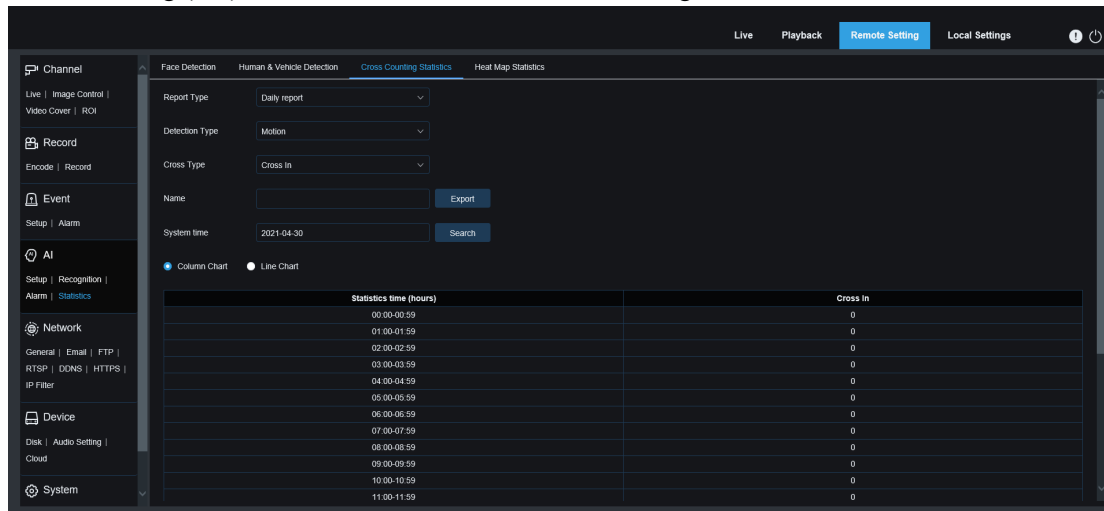 Live Playback Remote Setting Local Settings
Channel
Live | Image Control |
Video Cover | ROI
Record
Encode | Record
Event
Setup | Alarm
AI
Setup | Recognition |
Alarm | Statistics
Network
General | Email | FTP |
RTSP | DDNS | HTTPS |
IP Filter
Device
Disk | Audio Setting |
Cloud
System
Face Detection Human & Vehicle Detection Cross Counting Statistics Heat Map Statistics
Report Type Daily report
Detection Type Motion
Cross Type Cross In
Name Export
System time 2021-04-30 Search
Column Chart Line Chart
Statistics time (hours) Cross In
00:00-00:59 0
01:00-01:59 0
02:00-02:59 0
03:00-03:59 0
04:00-04:59 0
05:00-05:59 0
06:00-06:59 0
07:00-07:59 0
08:00-08:59 0
09:00-09:59 0
10:00-10:59 0
11:00-11:59 0